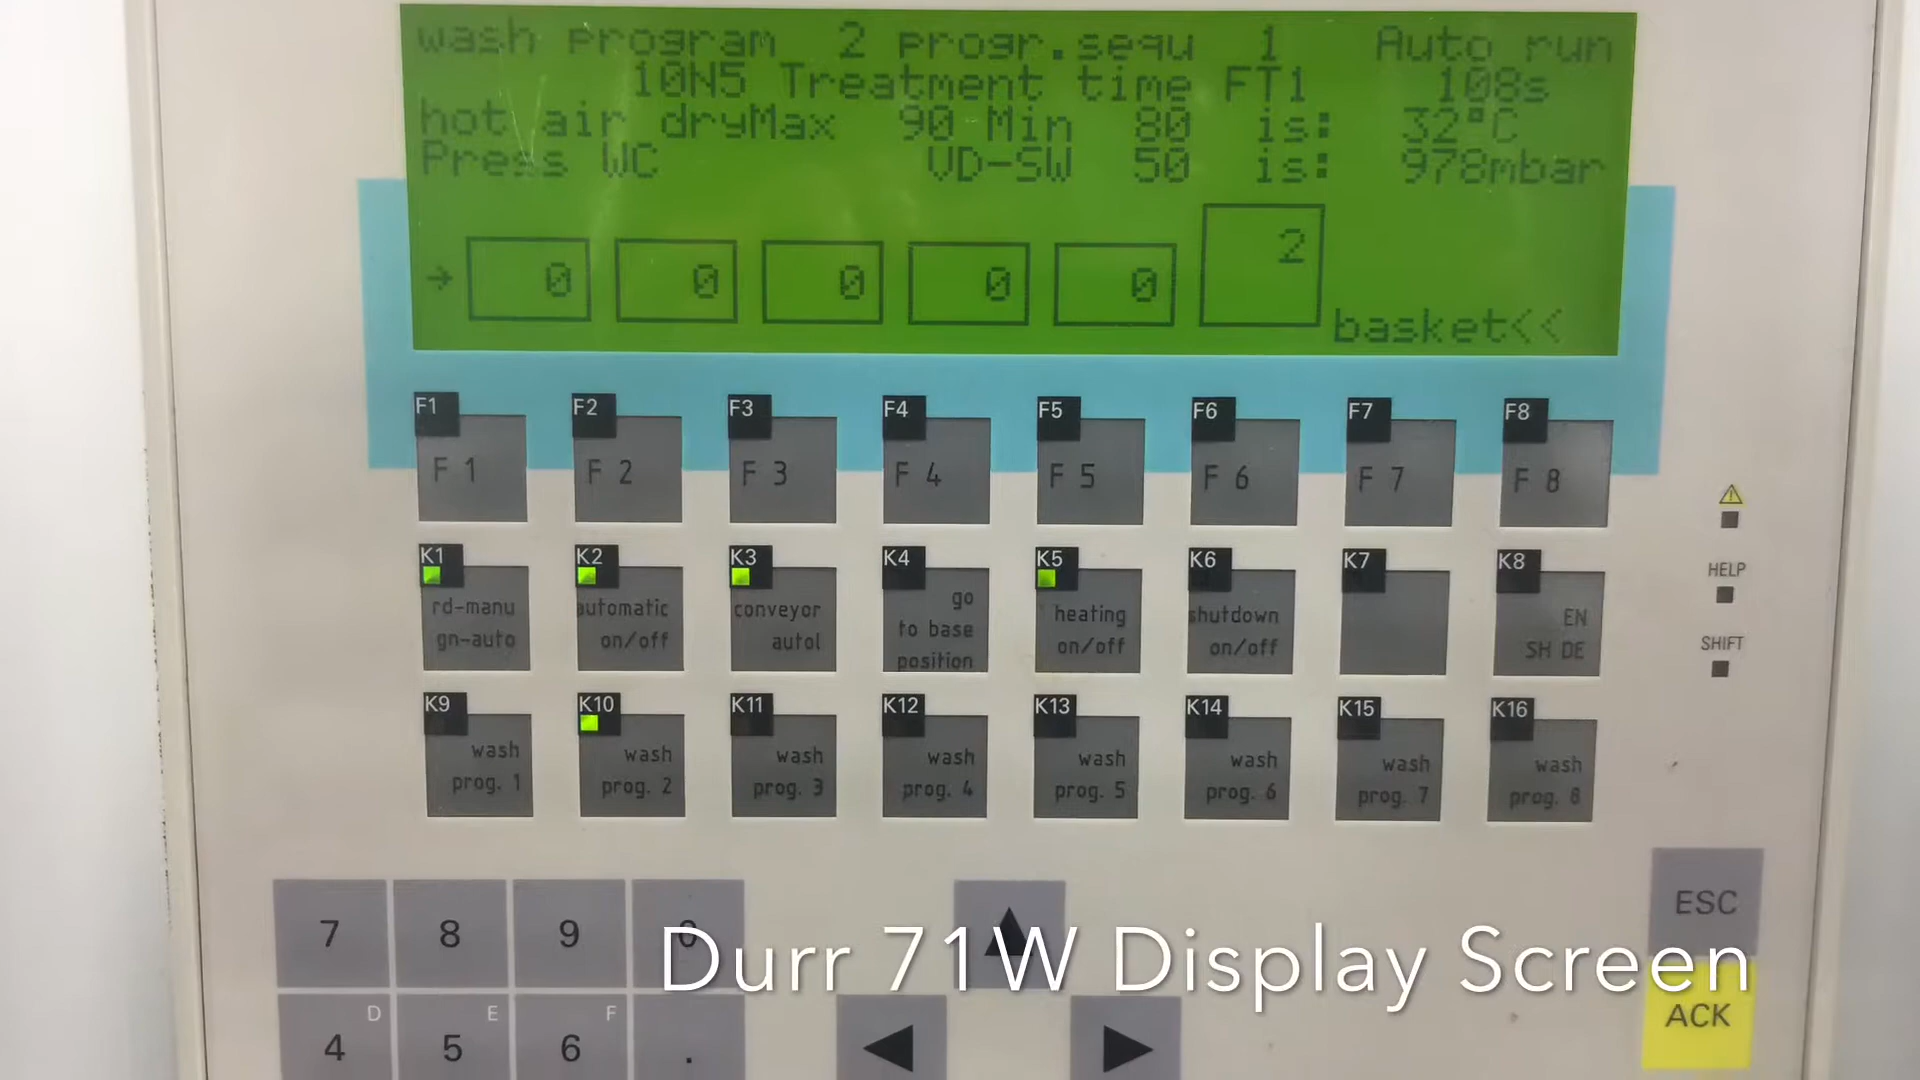 wash program 2 progr.sequ 1 Auto run
10N5 Treatment time FT1 108s
hot air dryMax 90 Min 80 is: 32°C
Press WC VD-SW 50 is: 978mbar
→ 0 0 0 0 0 2
basket<<
F1 F2 F3 F4 F5 F6 F7 F8
F 1 F 2 F 3 F 4 F 5 F 6 F 7 F 8
K1 K2 K3 K4 K5 K6 K7 K8
rd-manu gn-auto
automatic on/off
conveyor autol
go to base position
heating on/off
shutdown on/off
EN
SH DE
HELP
SHIFT
K9 K10 K11 K12 K13 K14 K15 K16
wash prog. 1
wash prog. 2
wash prog. 3
wash prog. 4
wash prog. 5
wash prog. 6
wash prog. 7
wash prog. 8
7 8 9 0
ESC
Durr 71W Display Screen
D E F
4 5 6 .
ACK